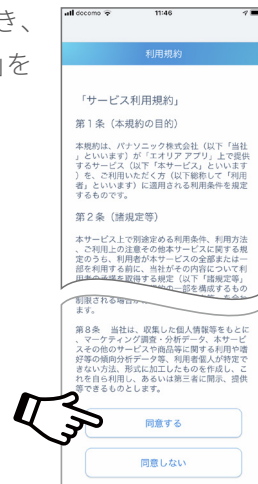 き、
」を
docomo 11:46
利用規約
「サービス利用規約」
第1条（本規約の目的）
本規約は、パナソニック株式会社（以下「当社
」といいます）が「エオリア アプリ」上で提供
するサービス（以下「本サービス」といいます
）を、ご利用いただく方（以下総称して「利用
者」といいます）に適用される利用条件を規定
するものです。
第2条（諸規定等）
本サービス上で別途定める利用条件、利用方法
、ご利用上の注意その他本サービスに関する規
定のうち、利用者が本サービスの全部または一
部を利用する前に、当社がその内容について利
用者の承諾を取得する規定（以下「諸規定等」
の一部を構成するもの
制限される場合
ます。
第8条　当社は、収集した個人情報等をもとに
、マーケティング調査・分析データ、本サービ
スその他のサービスや商品等に関する利用や嗜
好等の傾向分析データ等、利用者個人が特定で
きない方法、形式に加工したものを作成し、こ
れを自ら利用し、あるいは第三者に開示、提供
等できるものとします。
同意する
同意しない